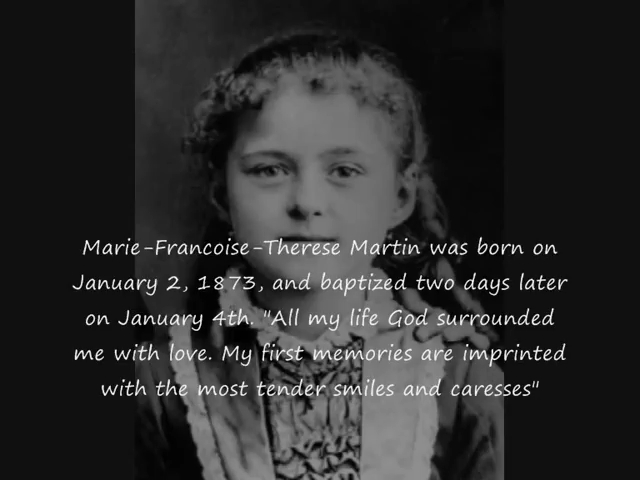 Marie-Francoise-Therese Martin was born on
January 2, 1873, and baptized two days later
on January 4th. "All my life God surrounded
me with love. My first memories are imprinted
with the most tender smiles and caresses"